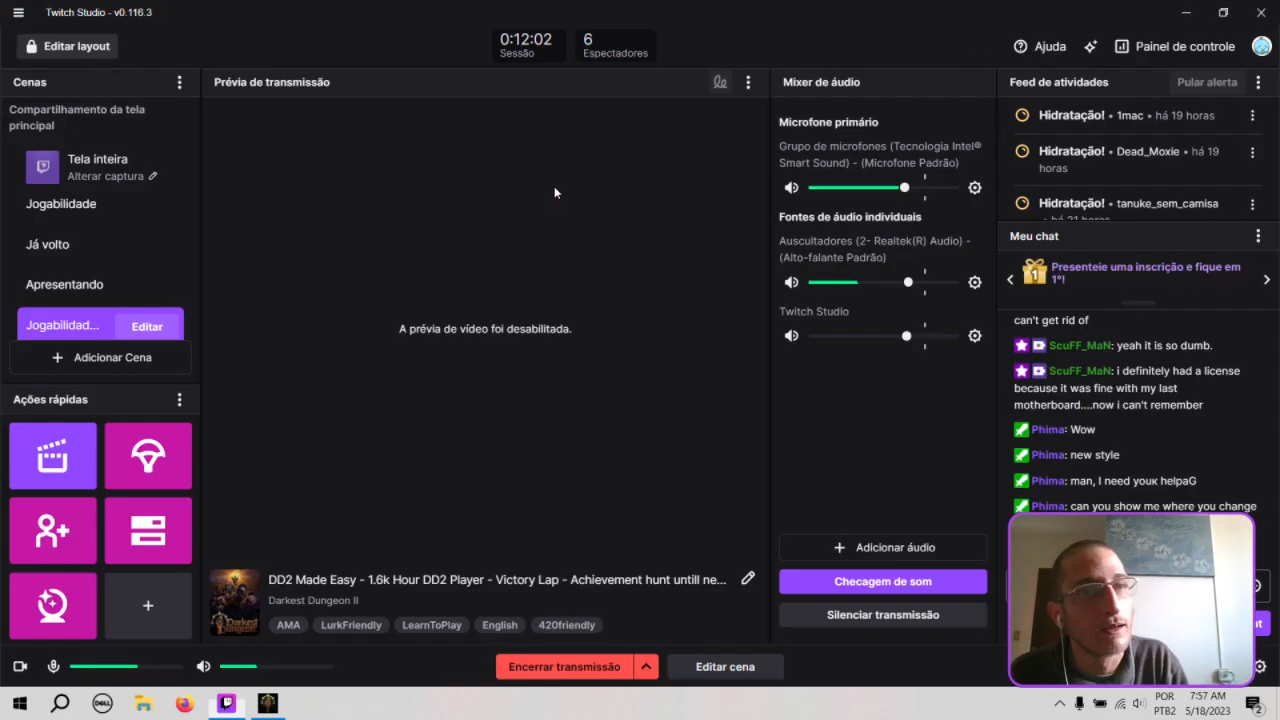 Twitch Studio - v0.116.3
Editar layout
0:12:02
Sessão
6
Espectadores
Ajuda
Painel de controle
Cenas
Compartilhamento da tela
principal
Tela inteira
Alterar captura
Jogabilidade
Já volto
Apresentando
Jogabilidad...
Editar
Adicionar Cena
Ações rápidas
Prévia de transmissão
A prévia de vídeo foi desabilitada.
DD2 Made Easy - 1.6k Hour DD2 Player - Victory Lap - Achievement hunt untill ne...
Darkest Dungeon II
AMA
LurkFriendly
LearnToPlay
English
420friendly
Mixer de áudio
Microfone primário
Grupo de microfones (Tecnologia Intel®
Smart Sound) - (Microfone Padrão)
Fontes de áudio individuais
Auscultadores (2- Realtek(R) Audio) -
(Alto-falante Padrão)
Twitch Studio
Adicionar áudio
Checagem de som
Silenciar transmissão
Feed de atividades
Pular alerta
Hidratação! • 1mac • há 19 horas
Hidratação! • Dead_Moxie • há 19
horas
Hidratação! • tanuke_sem_camisa
Meu chat
Presenteie uma inscrição e fique em
1º!
can't get rid of
ScuFF_MaN: yeah it is so dumb.
ScuFF_MaN: i definitely had a license
because it was fine with my last
motherboard....now i can't remember
Phima: Wow
Phima: new style
Phima: man, I need youк helpaG
Phima: can you show me where you change
Encerrar transmissão
Editar cena
DELL
POR
PTB2
7:57 AM
5/18/2023
2